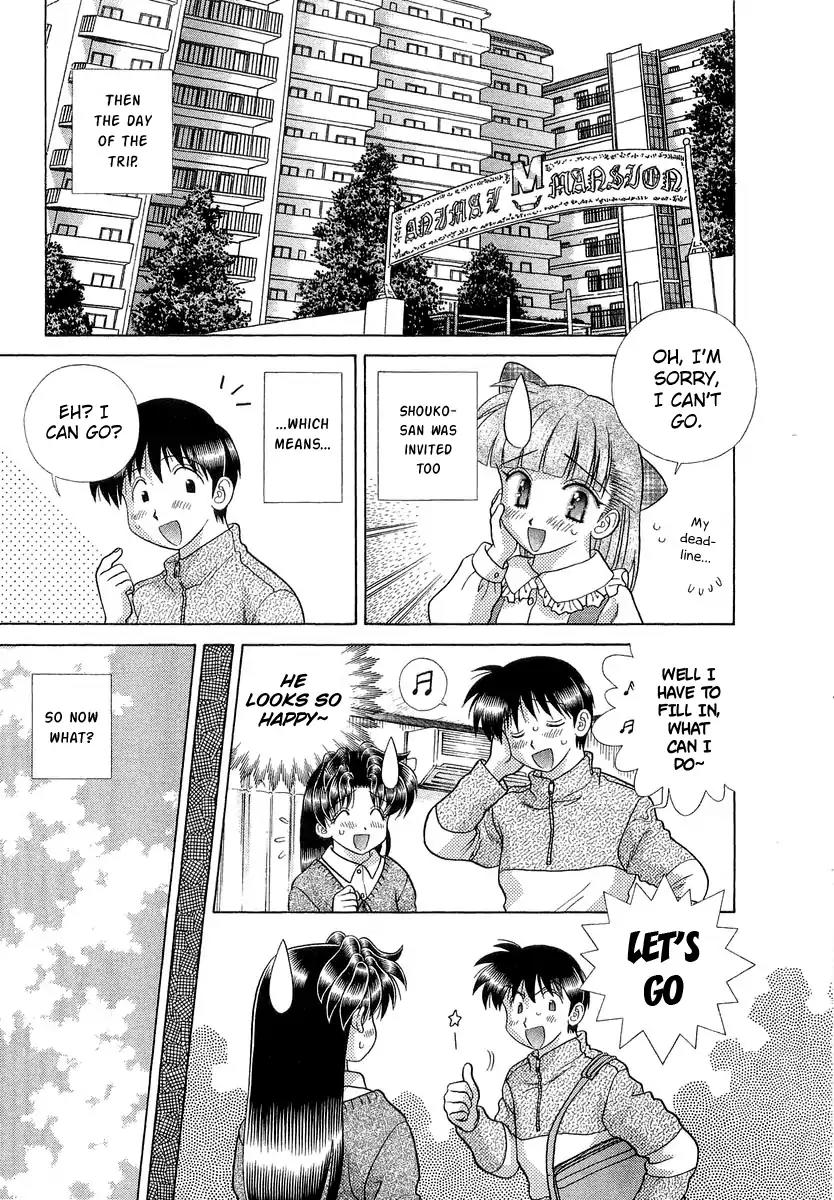 THEN
THE DAY
OF THE
TRIP.
ANIMAL M MANSION
OH, I'M
SORRY,
I CAN'T
GO.
My
dead-
line...
SHOUKO-
SAN WAS
INVITED
TOO
...WHICH
MEANS...
EH? I
CAN GO?
WELL I
HAVE TO
FILL IN,
WHAT
CAN I
DO~
HE
LOOKS SO
HAPPY~
LET'S
GO
SO NOW
WHAT?